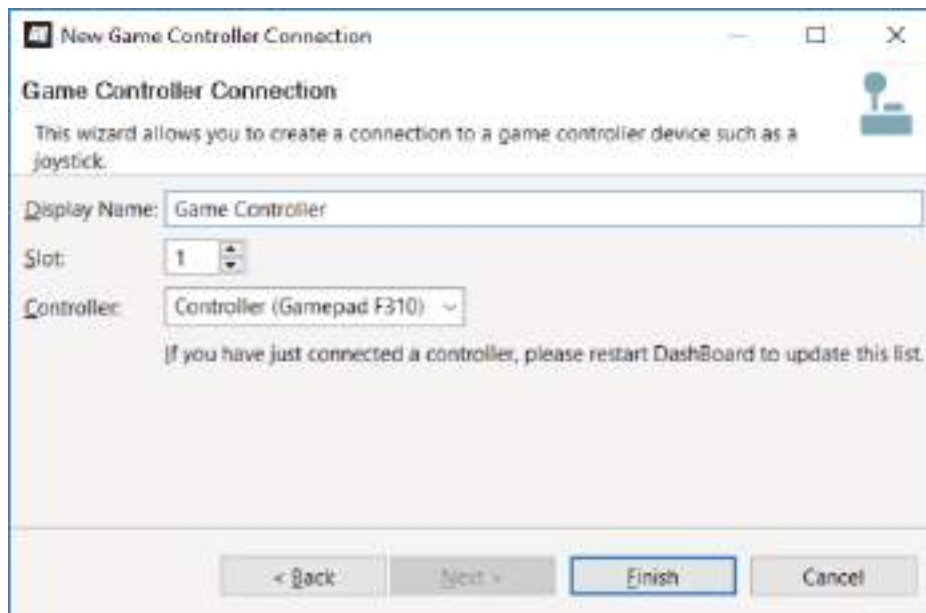 New Game Controller Connection
Game Controller Connection
This wizard allows you to create a connection to a game controller device such as a
joystick.
Display Name: Game Controller
Slot: 1
Controller: Controller (Gamepad F310)
If you have just connected a controller, please restart DashBoard to update this list.
< Back Next > Finish Cancel